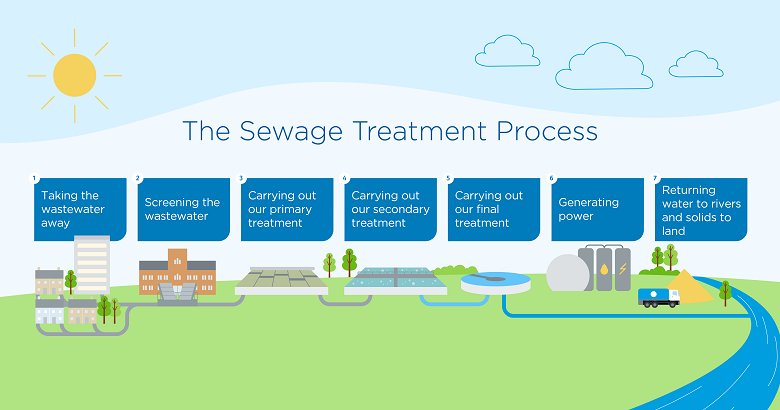 The Sewage Treatment Process
1
Taking the
wastewater
away
2
Screening the
wastewater
3
Carrying out
our primary
treatment
4
Carrying out
our secondary
treatment
5
Carrying out
our final
treatment
6
Generating
power
7
Returning
water to rivers
and solids to
land